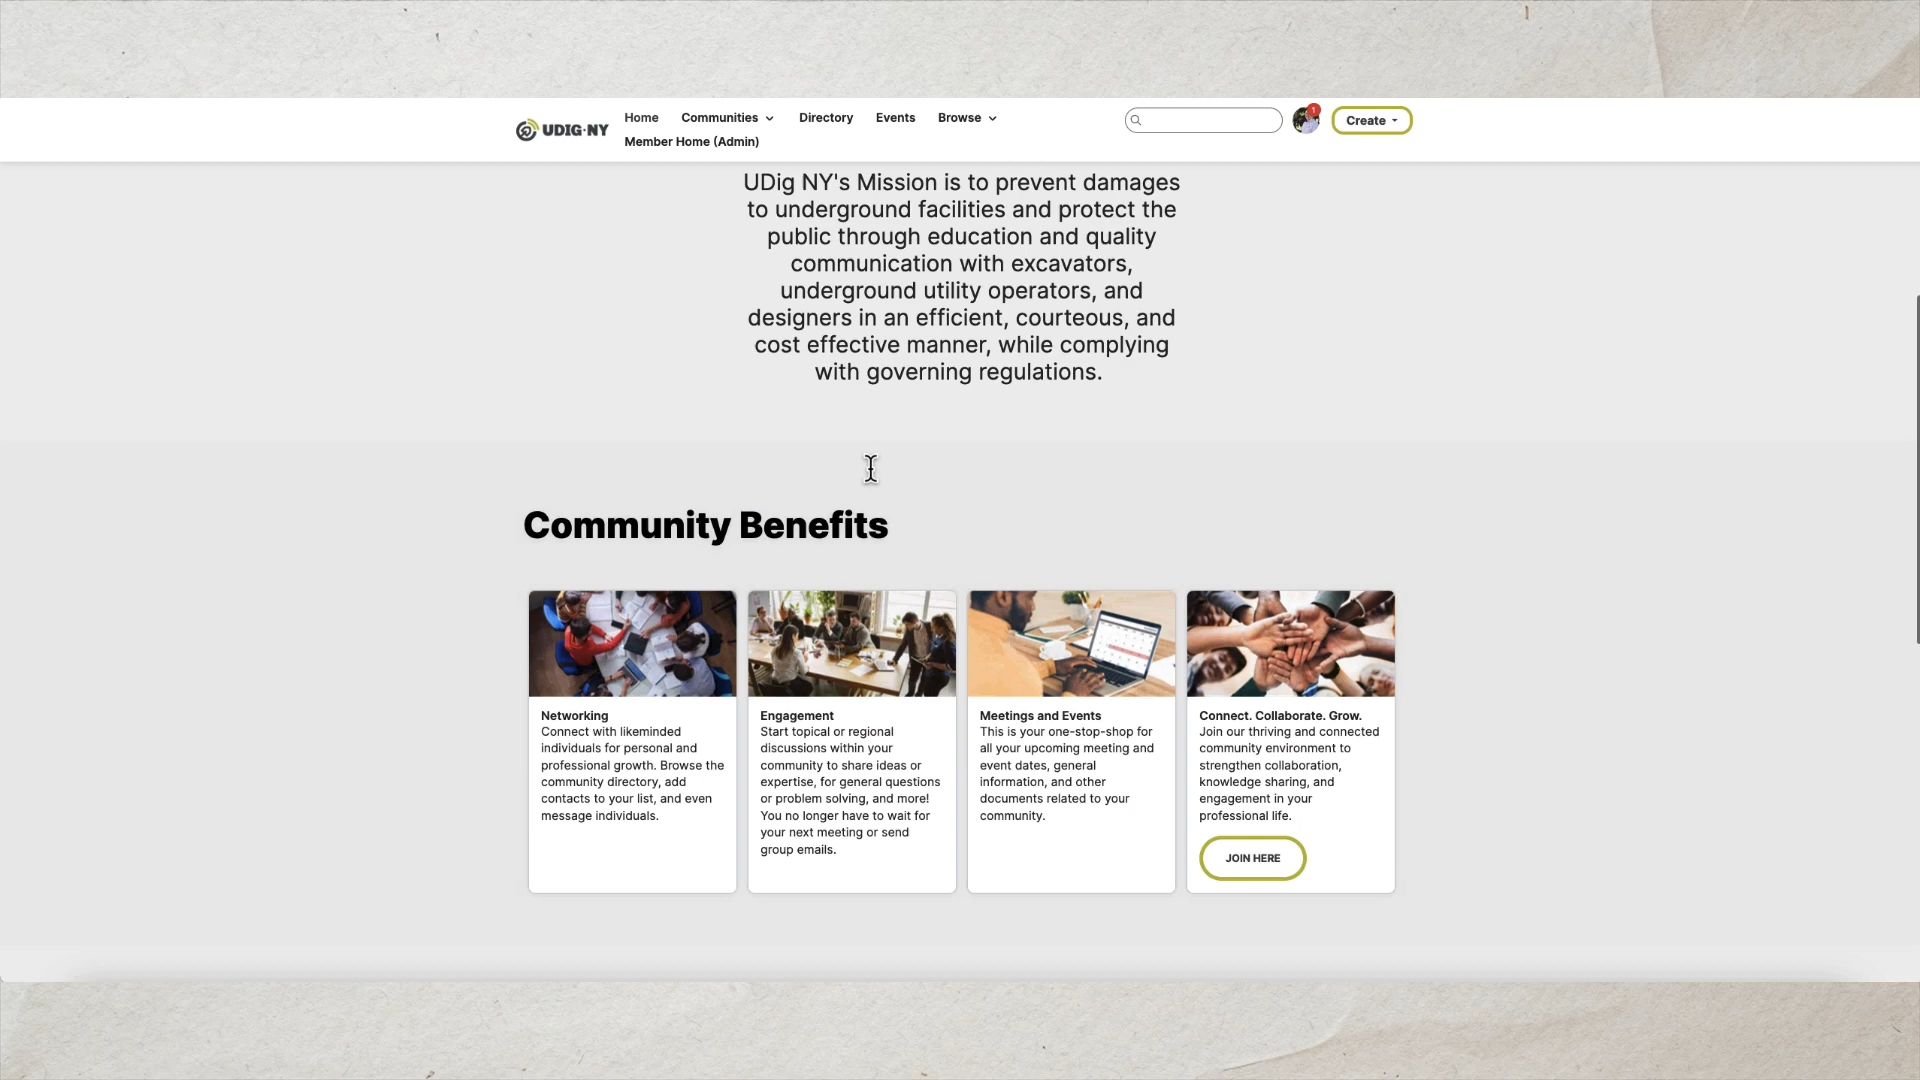 UDIG·NY
Home Communities Directory Events Browse
Member Home (Admin)
1
Create
UDig NY's Mission is to prevent damages
to underground facilities and protect the
public through education and quality
communication with excavators,
underground utility operators, and
designers in an efficient, courteous, and
cost effective manner, while complying
with governing regulations.
Community Benefits
Networking
Connect with likeminded
individuals for personal and
professional growth. Browse the
community directory, add
contacts to your list, and even
message individuals.
Engagement
Start topical or regional
discussions within your
community to share ideas or
expertise, for general questions
or problem solving, and more!
You no longer have to wait for
your next meeting or send
group emails.
Meetings and Events
This is your one-stop-shop for
all your upcoming meeting and
event dates, general
information, and other
documents related to your
community.
Connect. Collaborate. Grow.
Join our thriving and connected
community environment to
strengthen collaboration,
knowledge sharing, and
engagement in your
professional life.
JOIN HERE